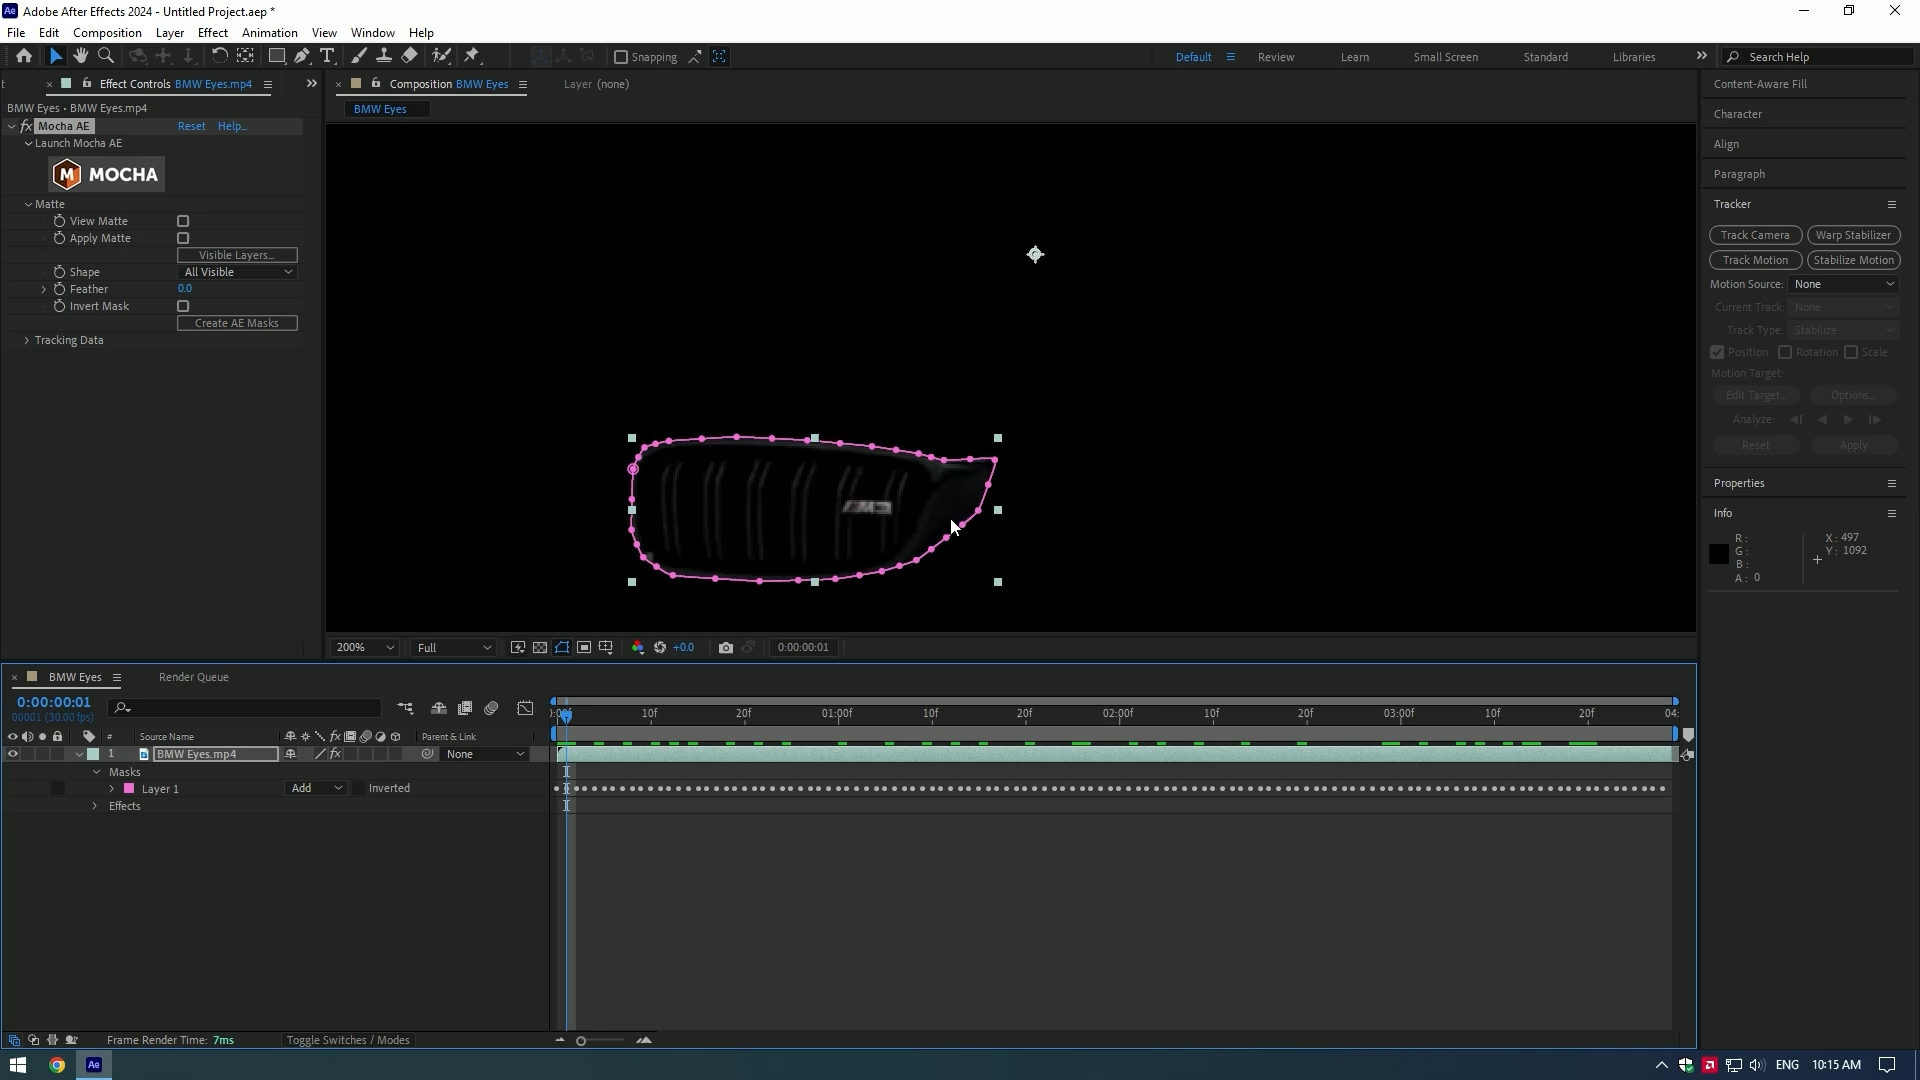 Ae Adobe After Effects 2024 - Untitled Project.aep *
File Edit Composition Layer Effect Animation View Window Help
Snapping
Default Review Learn Small Screen Standard Libraries Search Help
Effect Controls BMW Eyes.mp4
Composition BMW Eyes
Layer (none)
BMW Eyes • BMW Eyes.mp4
BMW Eyes
fx Mocha AE Reset Help...
Launch Mocha AE
M MOCHA
Matte
View Matte
Apply Matte
Visible Layers...
Shape All Visible
Feather 0.0
Invert Mask
Create AE Masks
Tracking Data
200% Full +0.0 0:00:00:01
Content-Aware Fill
Character
Align
Paragraph
Tracker
Track Camera Warp Stabilizer
Track Motion Stabilize Motion
Motion Source: None
Current Track: None
Track Type: Stabilize
Position Rotation Scale
Motion Target:
Edit Target... Options...
Analyze:
Reset Apply
Properties
Info
R :
G :
B :
A : 0
X : 497
Y : 1092
BMW Eyes Render Queue
0:00:00:01
00001 (30.00 fps)
# Source Name fx Parent & Link
10f 20f 01:00f 10f 20f 02:00f 10f 20f 03:00f 10f 20f 04:
1 BMW Eyes.mp4 fx None
Masks
Layer 1 Add Inverted
Effects
Frame Render Time: 7ms Toggle Switches / Modes
Ae ENG 10:15 AM